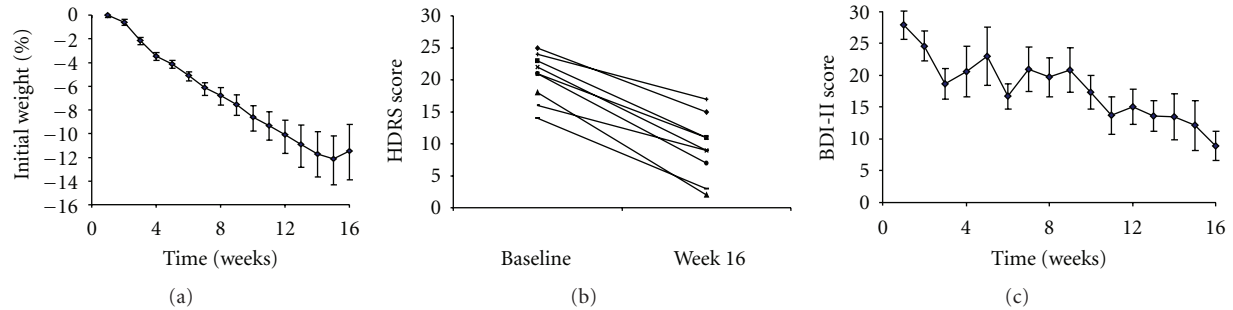 0
−2
−4
−6
−8
−10
−12
−14
−16
Initial weight (%)
0 4 8 12 16
Time (weeks)
(a)
30
25
20
15
10
5
0
HDRS score
Baseline Week 16
(b)
30
25
20
15
10
5
0
BDI-II score
0 4 8 12 16
Time (weeks)
(c)